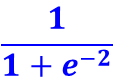 1
1 + e⁻²